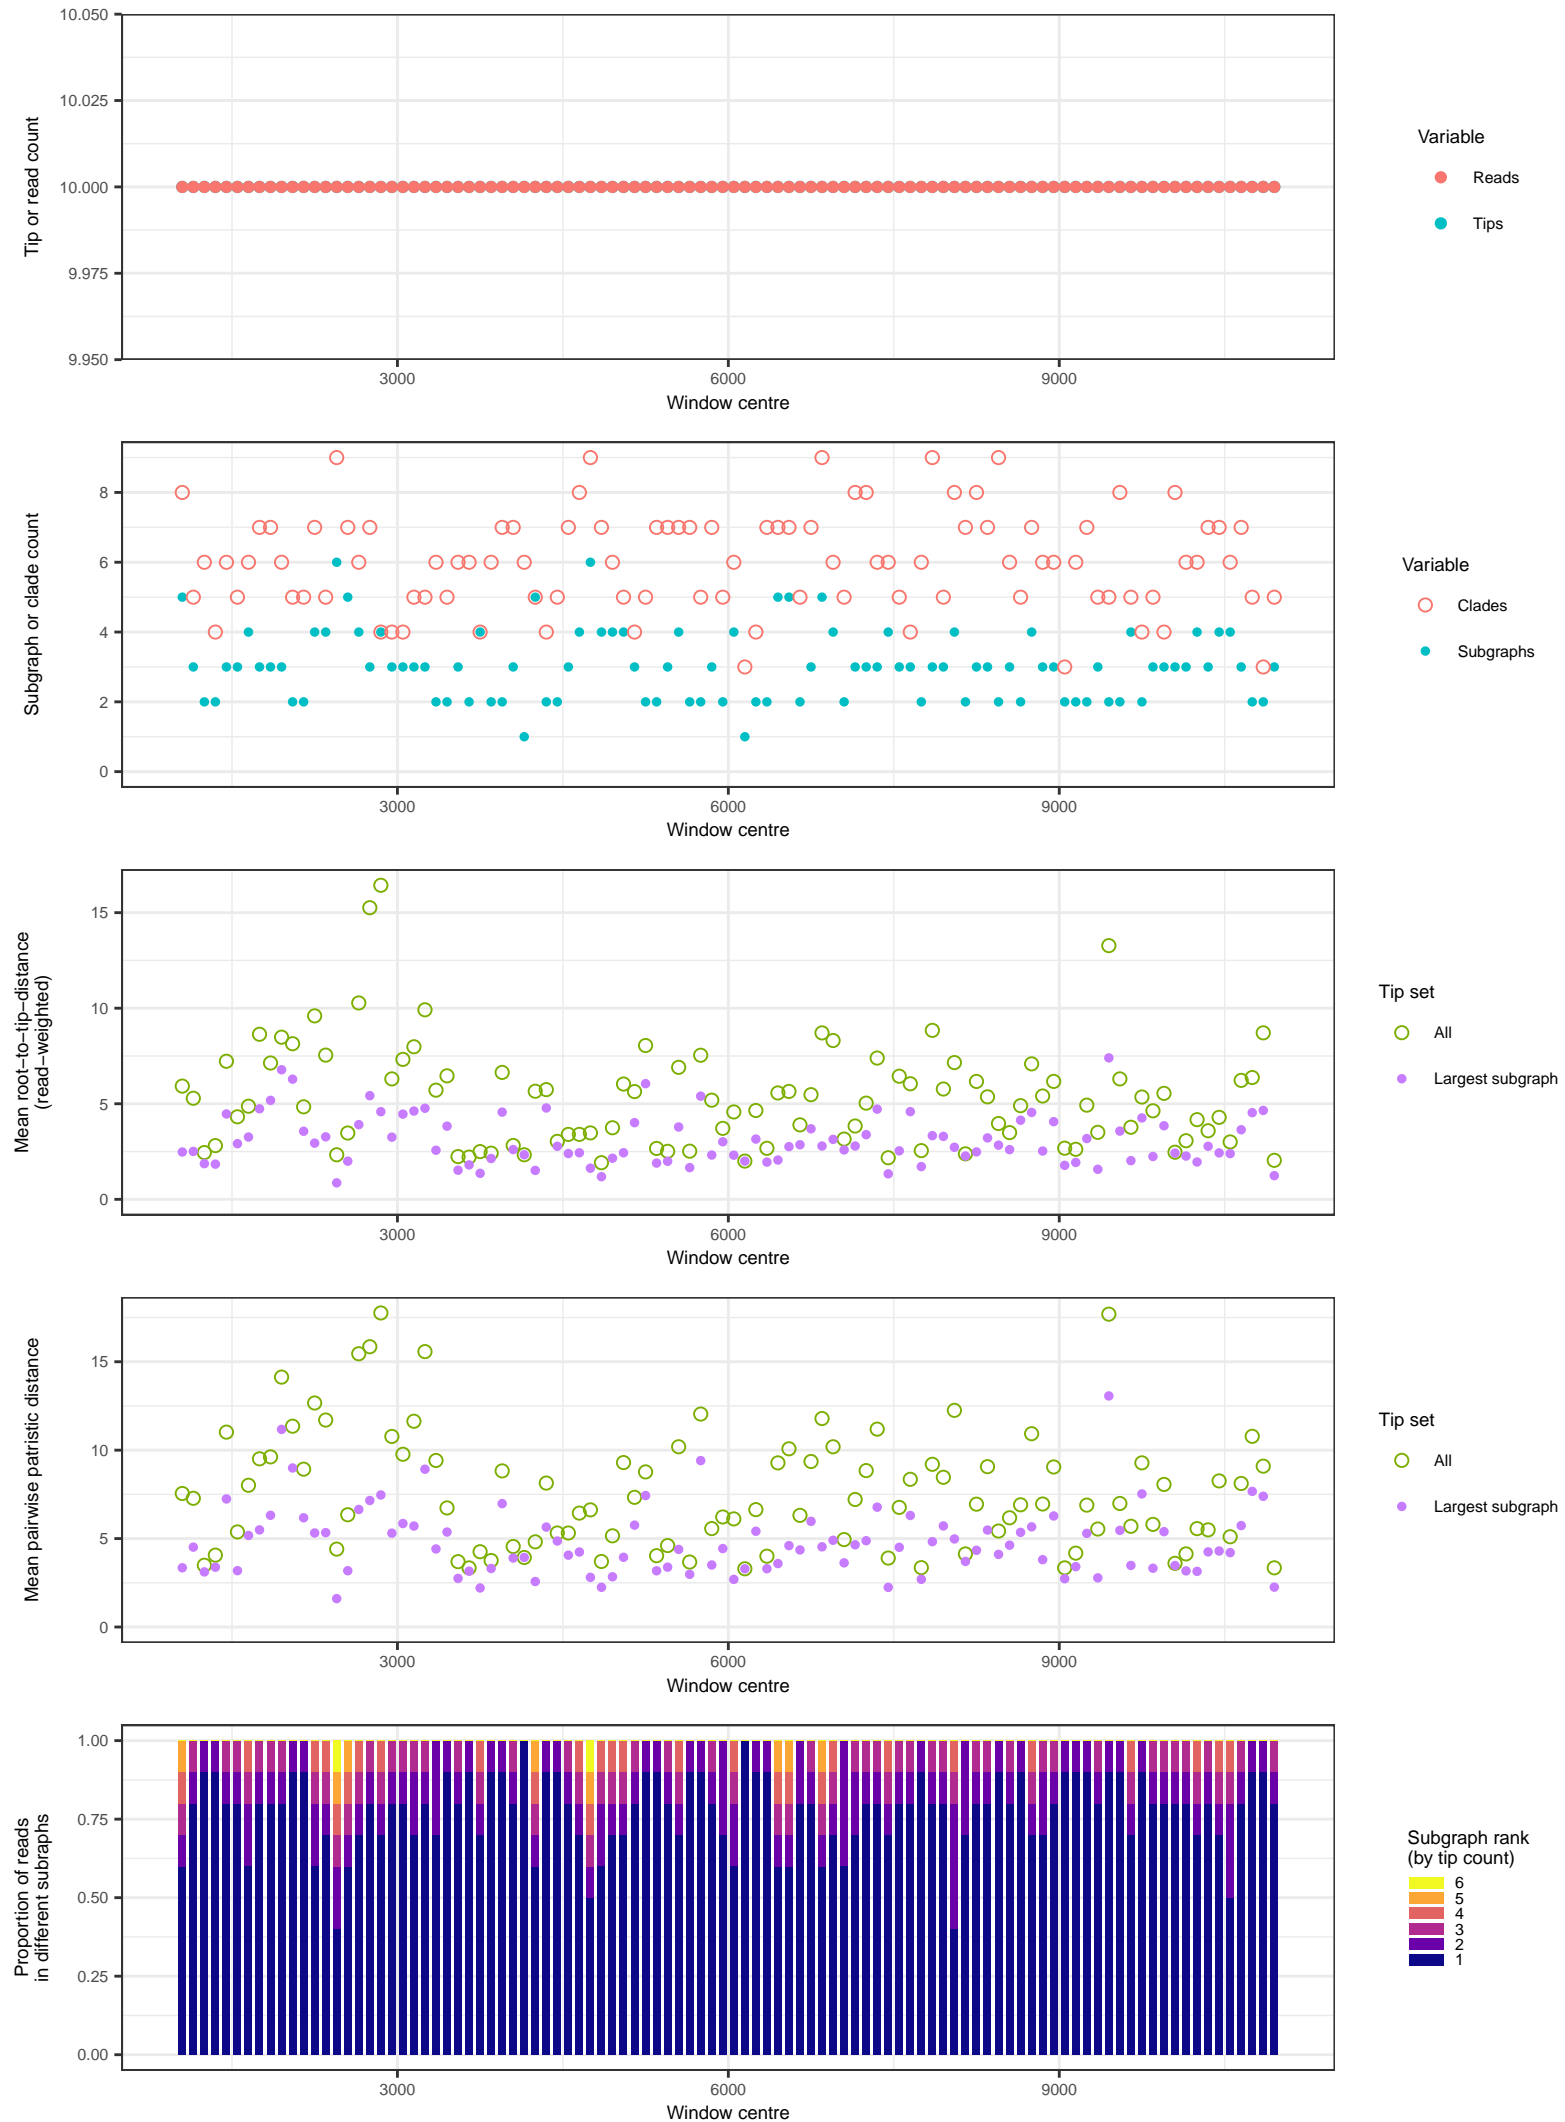 10.050
10.025
10.000
9.975
9.950
Tip or read count
3000 6000 9000
Window centre
Variable
Reads
Tips
8
6
4
2
0
Subgraph or clade count
3000 6000 9000
Window centre
Variable
Clades
Subgraphs
15
10
5
0
Mean root−to−tip−distance
(read−weighted)
3000 6000 9000
Window centre
Tip set
All
Largest subgraph
15
10
5
0
Mean pairwise patristic distance
3000 6000 9000
Window centre
Tip set
All
Largest subgraph
1.00
0.75
0.50
0.25
0.00
Proportion of reads
in different subraphs
3000 6000 9000
Window centre
Subgraph rank
(by tip count)
6
5
4
3
2
1